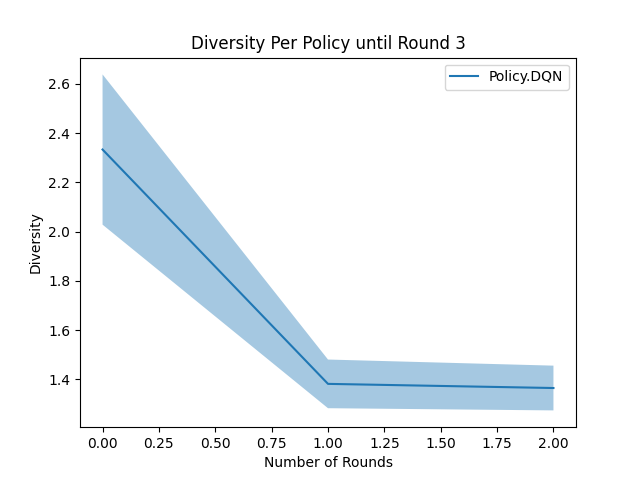 Diversity Per Policy until Round 3
Policy.DQN
2.6
2.4
2.2
2.0
1.8
1.6
1.4
Diversity
0.00 0.25 0.50 0.75 1.00 1.25 1.50 1.75 2.00
Number of Rounds